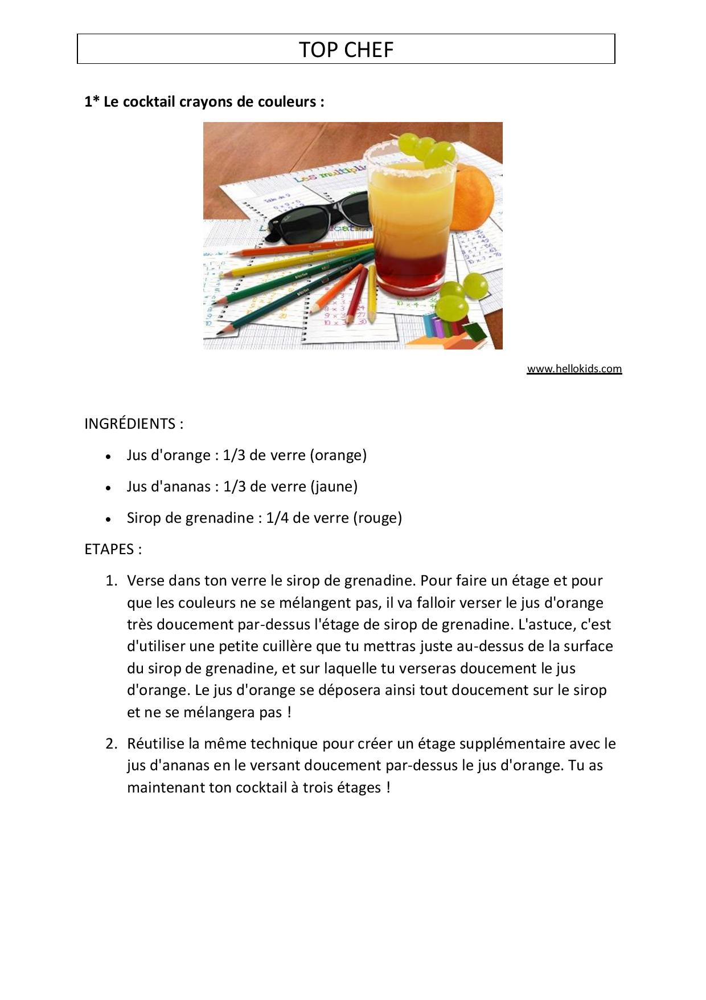 TOP CHEF
1* Le cocktail crayons de couleurs :
Les multipli
Table de 9
www.hellokids.com
INGRÉDIENTS :
• Jus d'orange : 1/3 de verre (orange)
• Jus d'ananas : 1/3 de verre (jaune)
• Sirop de grenadine : 1/4 de verre (rouge)
ETAPES :
1. Verse dans ton verre le sirop de grenadine. Pour faire un étage et pour
que les couleurs ne se mélangent pas, il va falloir verser le jus d'orange
très doucement par-dessus l'étage de sirop de grenadine. L'astuce, c'est
d'utiliser une petite cuillère que tu mettras juste au-dessus de la surface
du sirop de grenadine, et sur laquelle tu verseras doucement le jus
d'orange. Le jus d'orange se déposera ainsi tout doucement sur le sirop
et ne se mélangera pas !
2. Réutilise la même technique pour créer un étage supplémentaire avec le
jus d'ananas en le versant doucement par-dessus le jus d'orange. Tu as
maintenant ton cocktail à trois étages !